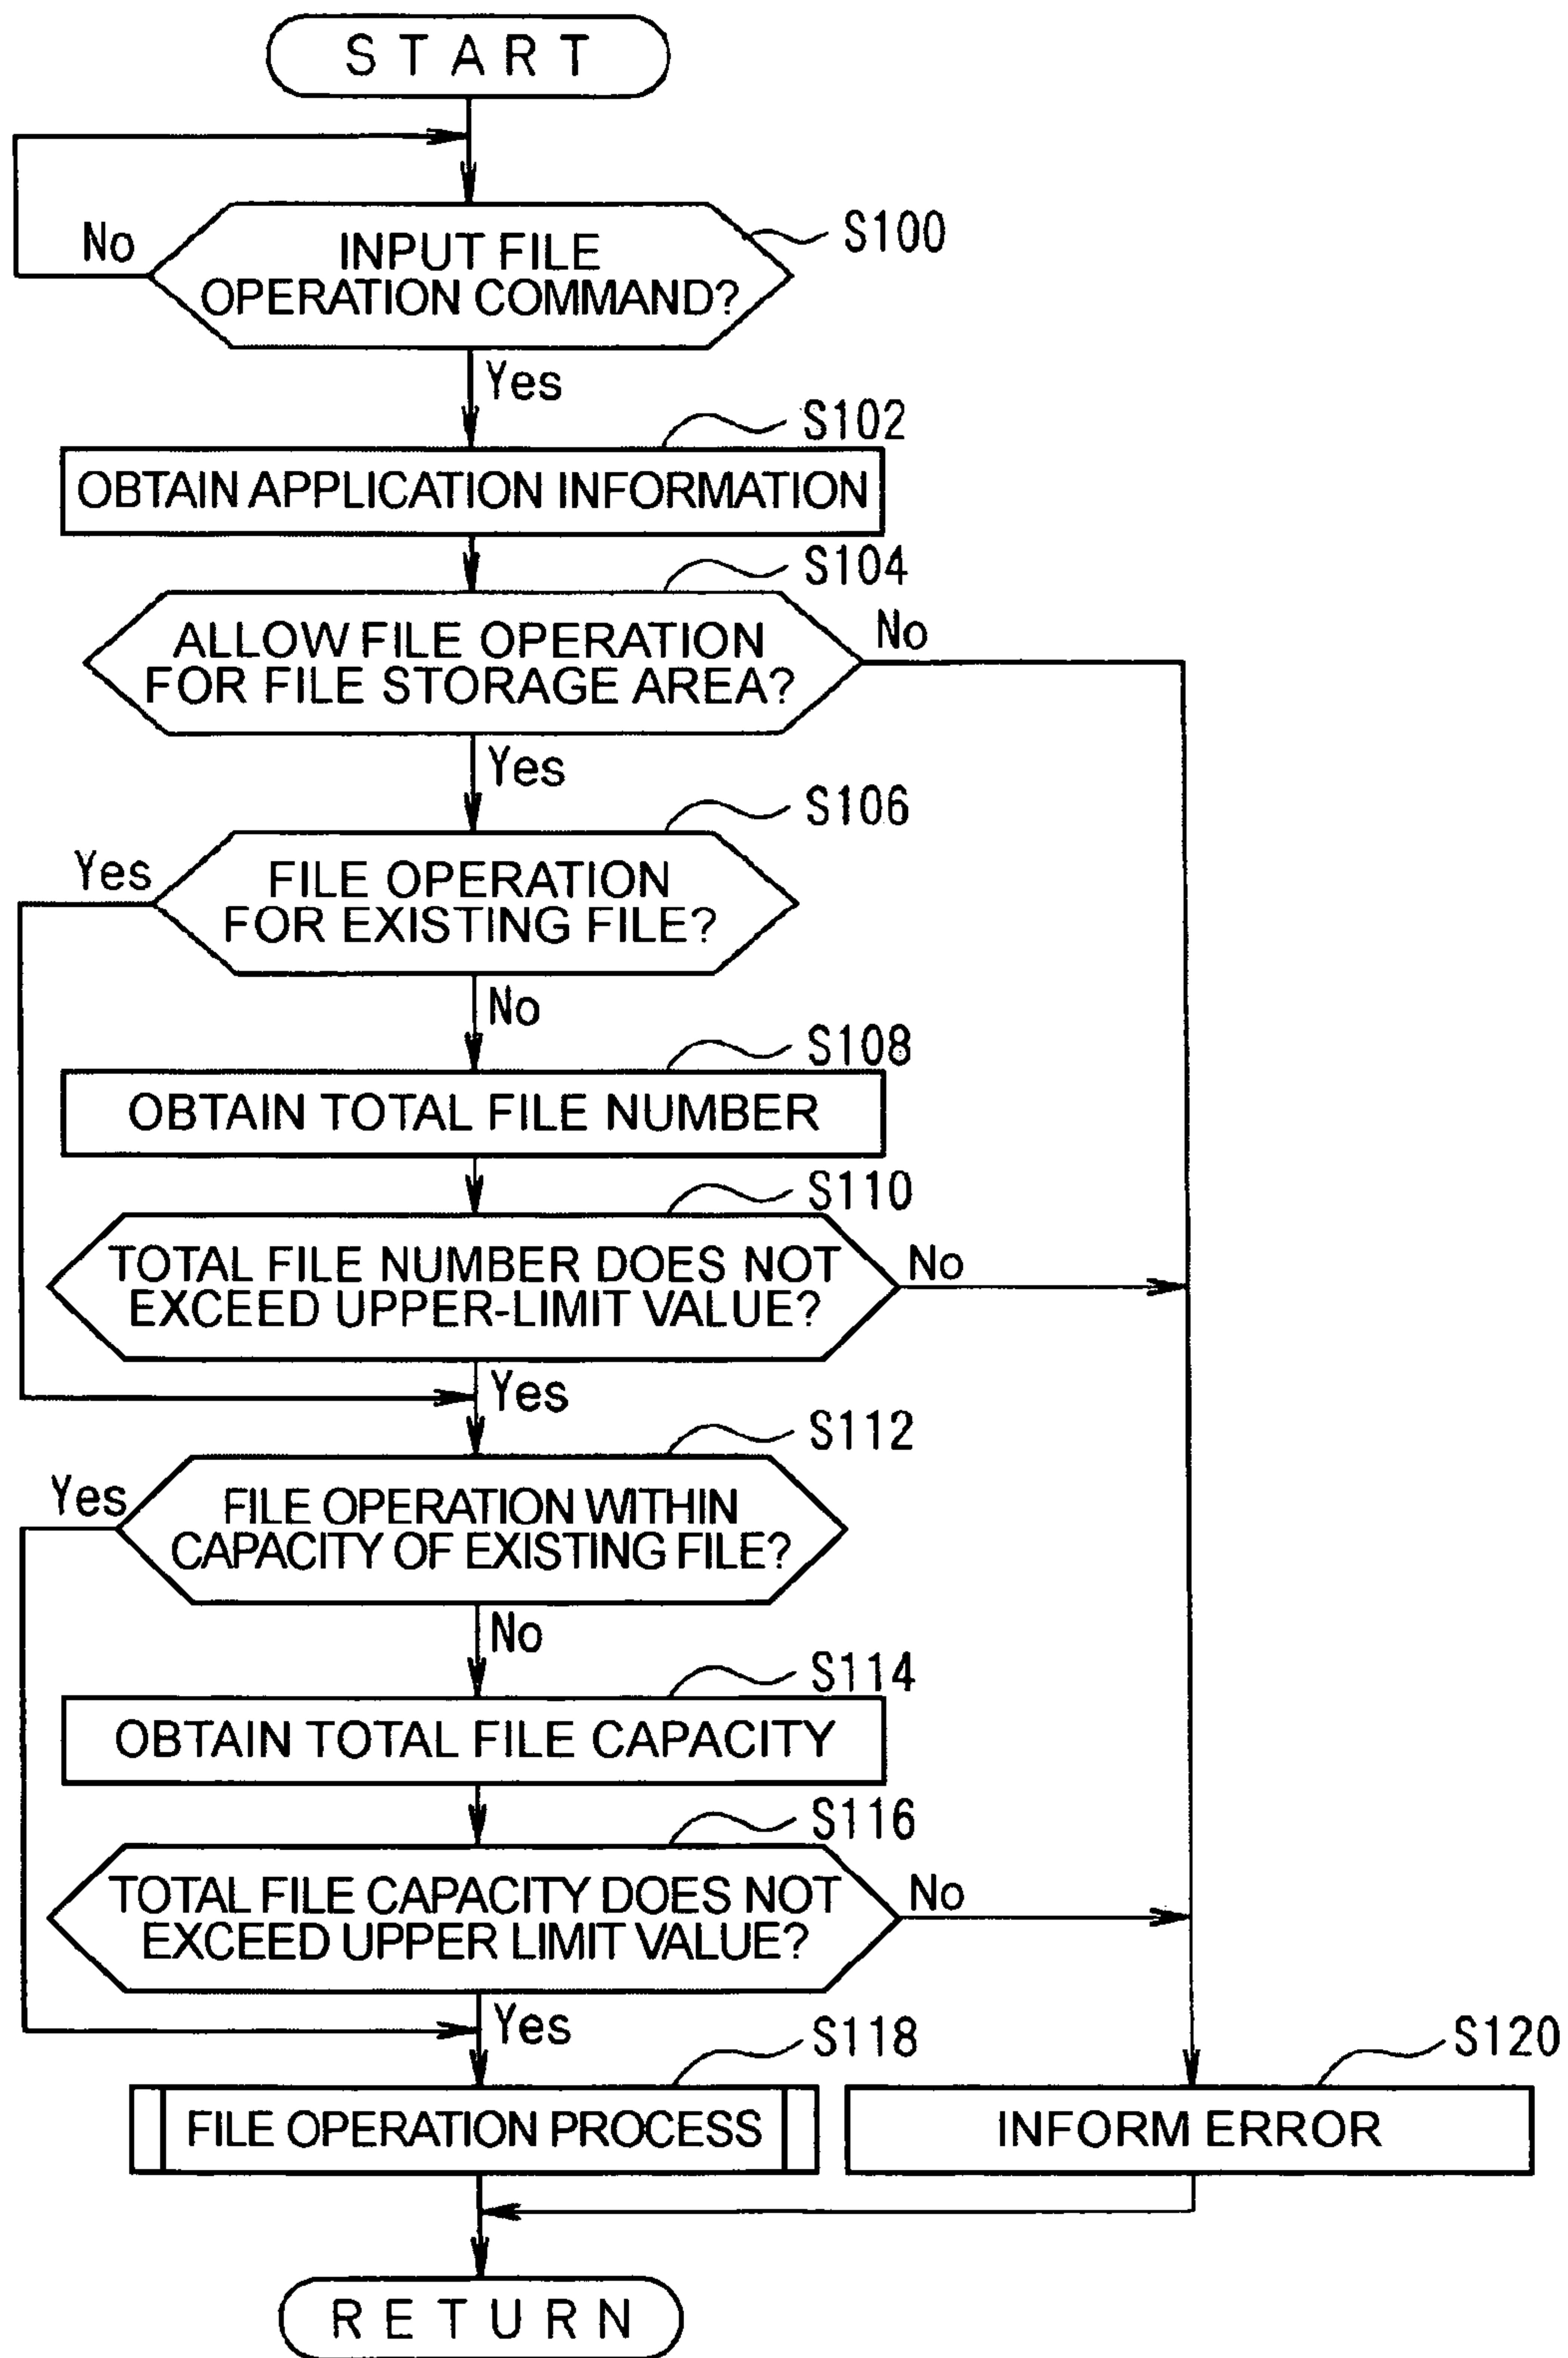 START
No
S100
INPUT FILE
OPERATION COMMAND?
Yes
S102
OBTAIN APPLICATION INFORMATION
S104
No
ALLOW FILE OPERATION
FOR FILE STORAGE AREA?
Yes
S106
Yes
FILE OPERATION
FOR EXISTING FILE?
No
S108
OBTAIN TOTAL FILE NUMBER
S110
TOTAL FILE NUMBER DOES NOT
EXCEED UPPER-LIMIT VALUE?
No
Yes
S112
Yes
FILE OPERATION WITHIN
CAPACITY OF EXISTING FILE?
No
S114
OBTAIN TOTAL FILE CAPACITY
S116
TOTAL FILE CAPACITY DOES NOT
EXCEED UPPER LIMIT VALUE?
No
Yes
S118
S120
FILE OPERATION PROCESS
INFORM ERROR
RETURN